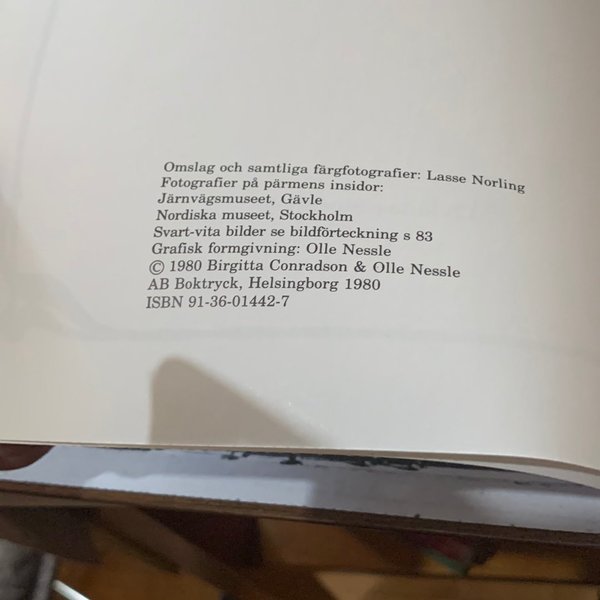 Omslag och samtliga färgfotografier: Lasse Norling
Fotografier på pärmens insidor:
Järnvägsmuseet, Gävle
Nordiska museet, Stockholm
Svart-vita bilder se bildförteckning s 83
Grafisk formgivning: Olle Nessle
© 1980 Birgitta Conradson & Olle Nessle
AB Boktryck, Helsingborg 1980
ISBN 91-36-01442-7